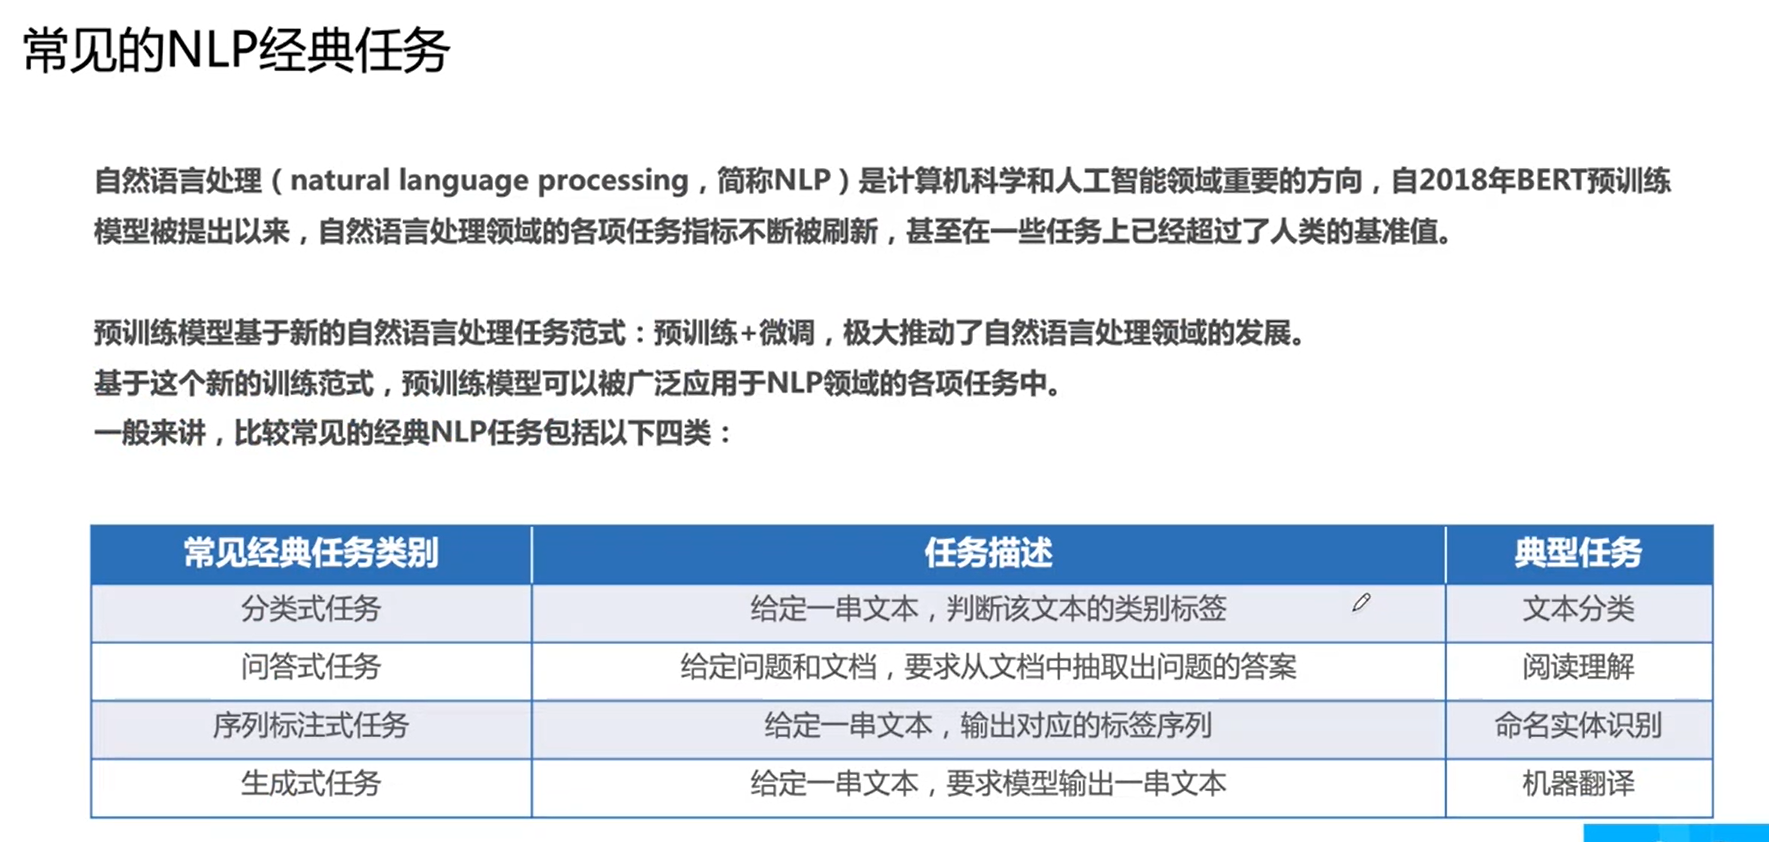 常见的NLP经典任务
自然语言处理（natural language processing，简称NLP）是计算机科学和人工智能领域重要的方向，自2018年BERT预训练
模型被提出以来，自然语言处理领域的各项任务指标不断被刷新，甚至在一些任务上已经超过了人类的基准值。
预训练模型基于新的自然语言处理任务范式：预训练+微调，极大推动了自然语言处理领域的发展。
基于这个新的训练范式，预训练模型可以被广泛应用于NLP领域的各项任务中。
一般来讲，比较常见的经典NLP任务包括以下四类：
常见经典任务类别 任务描述 典型任务
分类式任务 给定一串文本，判断该文本的类别标签 文本分类
问答式任务 给定问题和文档，要求从文档中抽取出问题的答案 阅读理解
序列标注式任务 给定一串文本，输出对应的标签序列 命名实体识别
生成式任务 给定一串文本，要求模型输出一串文本 机器翻译